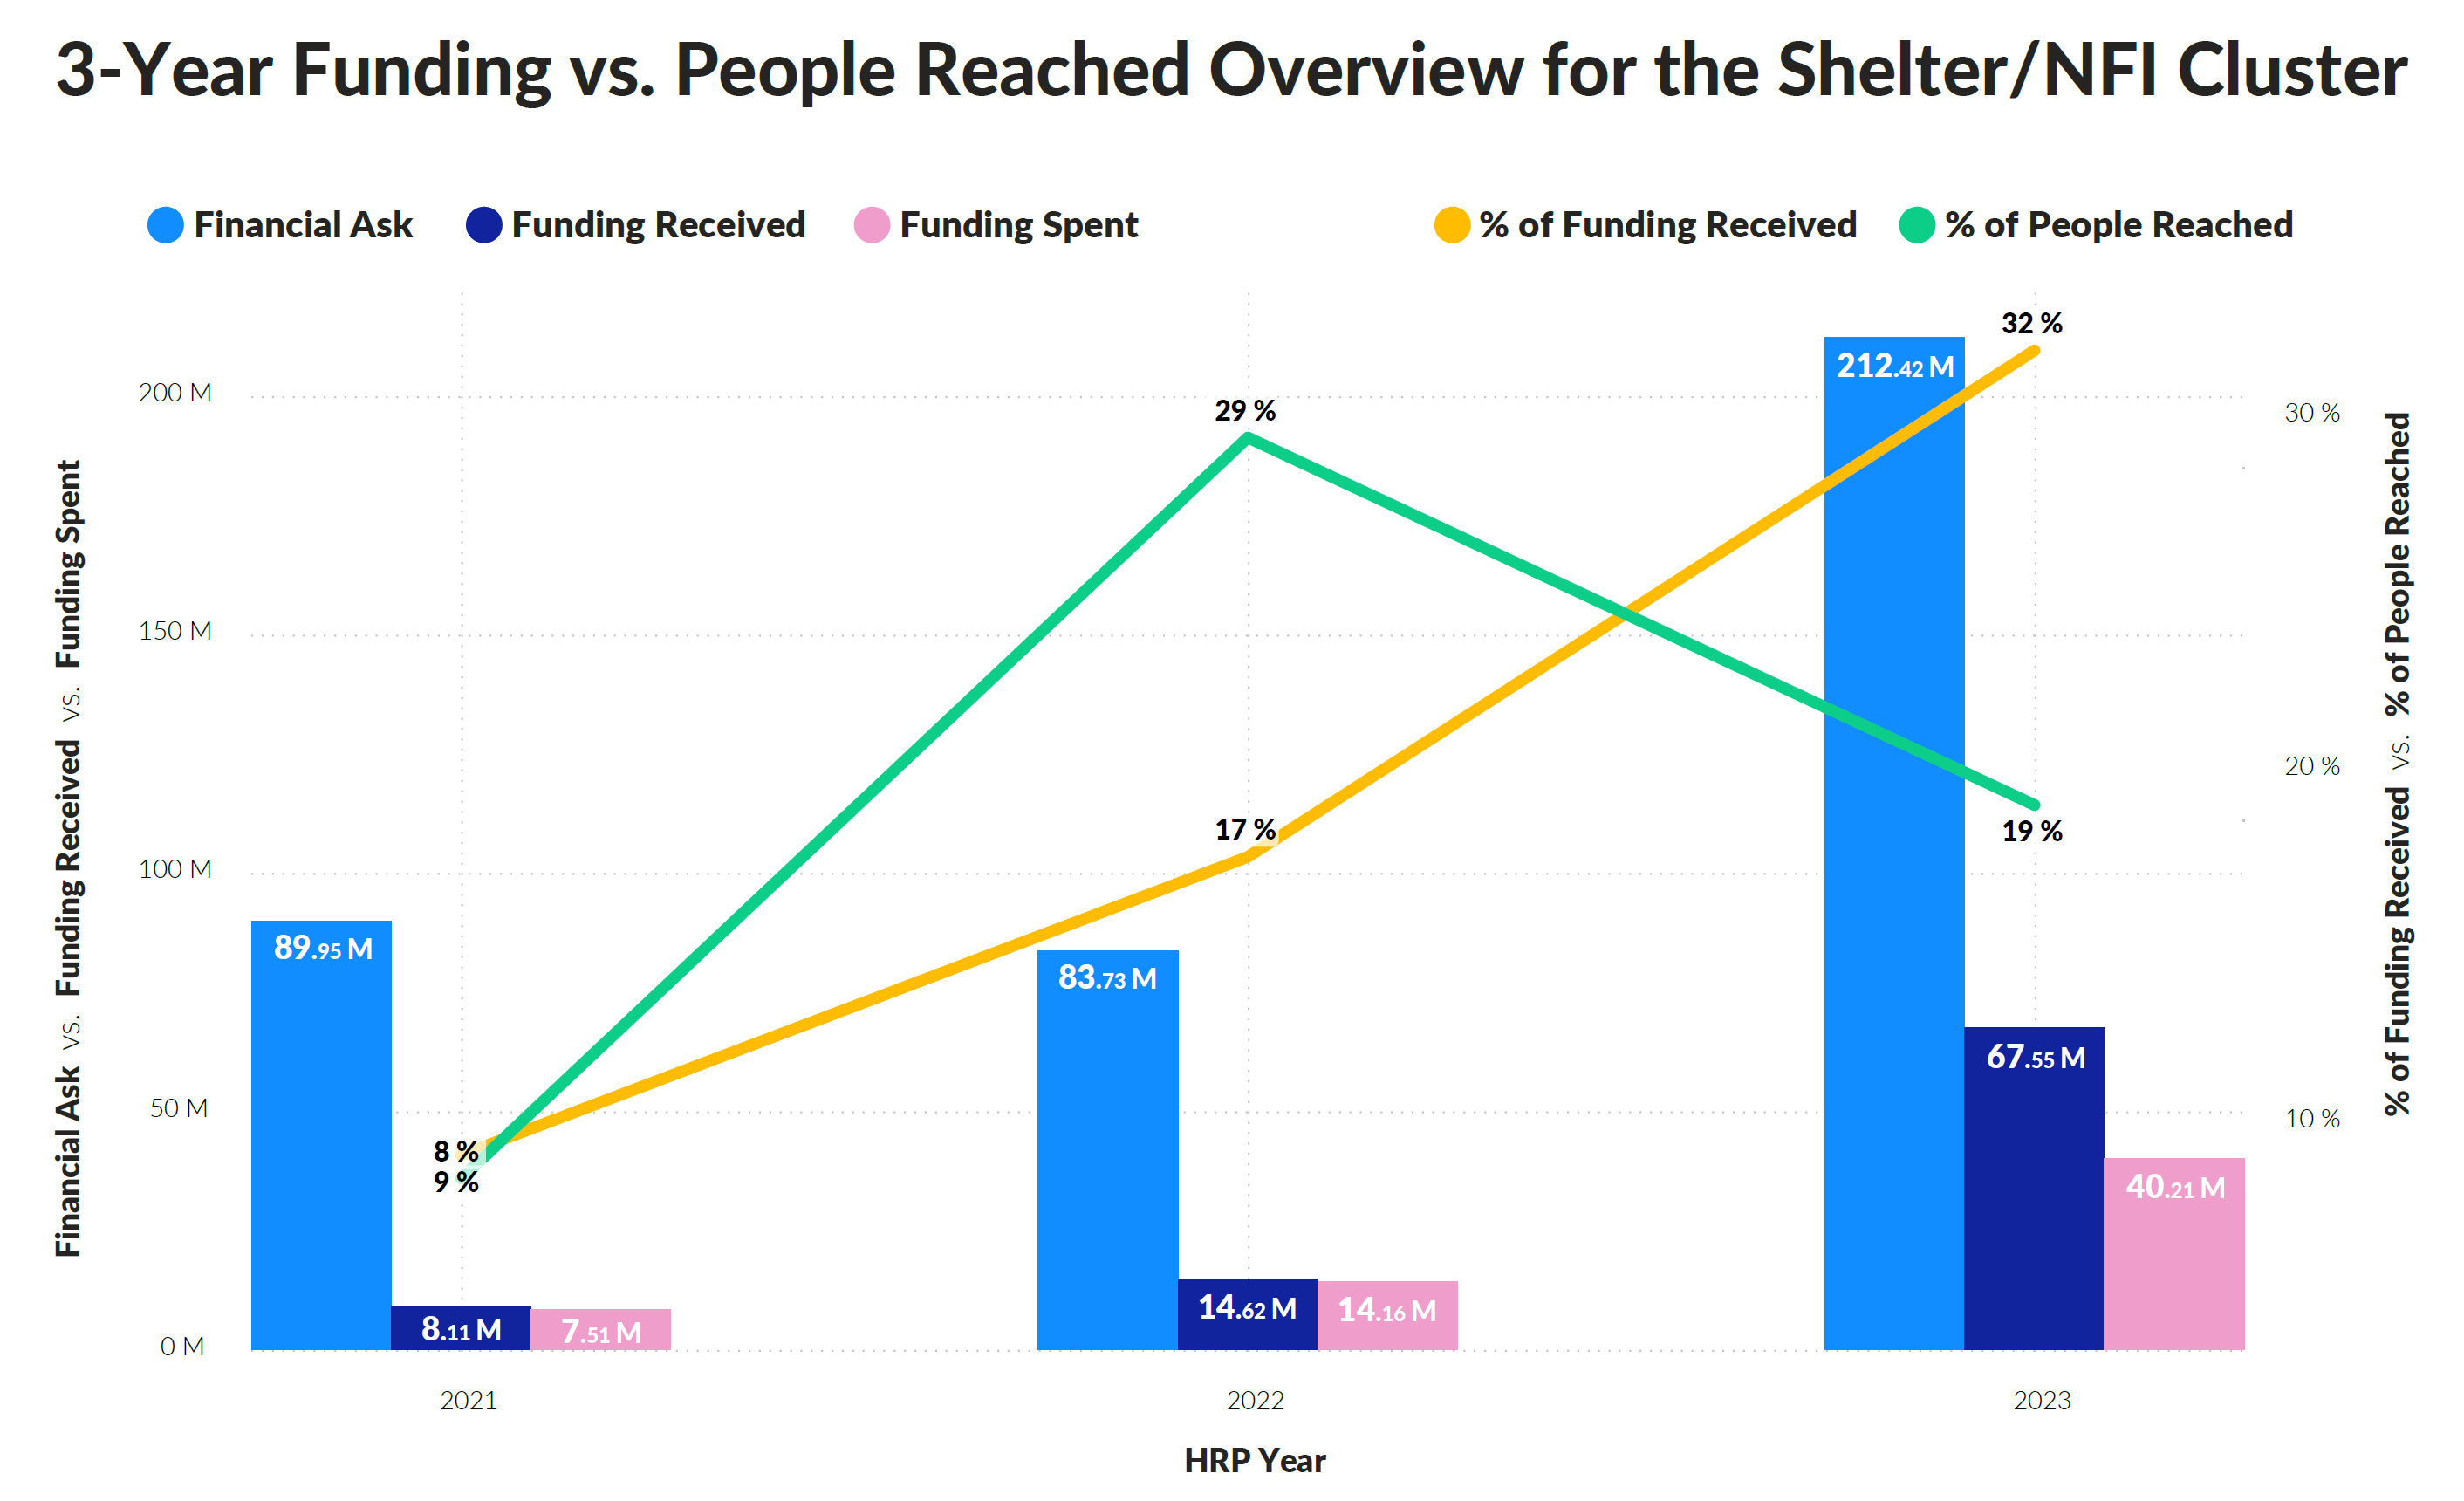 3-Year Funding vs. People Reached Overview for the Shelter/NFI Cluster
Financial Ask
Funding Received
Funding Spent
% of Funding Received
% of People Reached
Financial Ask vs. Funding Received vs. Funding Spent
200 M
150 M
100 M
50 M
0 M
89.95 M
8.11 M
7.51 M
8 %
9 %
83.73 M
14.62 M
14.16 M
29 %
17 %
212.42 M
67.55 M
40.21 M
32 %
19 %
30 %
20 %
10 %
% of Funding Received vs. % of People Reached
2021
2022
2023
HRP Year